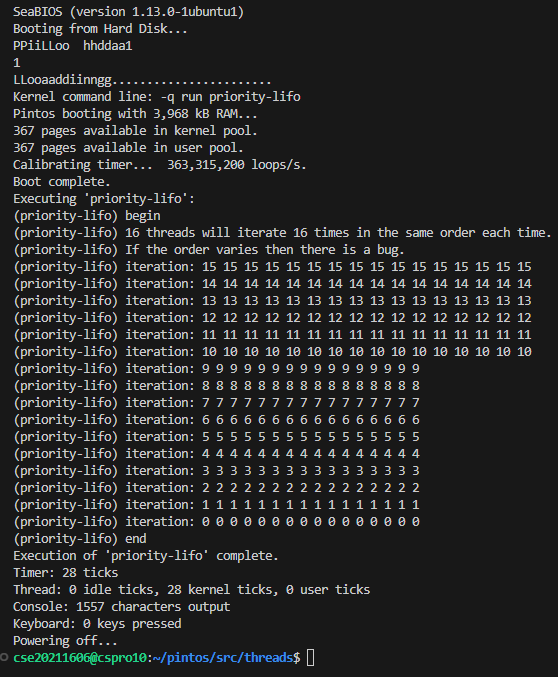 SeaBIOS (version 1.13.0-1ubuntu1)
Booting from Hard Disk...
PPiiLLoo  hhddaa1
1
LLooaaddiinngg.......................
Kernel command line: -q run priority-lifo
Pintos booting with 3,968 kB RAM...
367 pages available in kernel pool.
367 pages available in user pool.
Calibrating timer...  363,315,200 loops/s.
Boot complete.
Executing 'priority-lifo':
(priority-lifo) begin
(priority-lifo) 16 threads will iterate 16 times in the same order each time.
(priority-lifo) If the order varies then there is a bug.
(priority-lifo) iteration: 15 15 15 15 15 15 15 15 15 15 15 15 15 15 15 15
(priority-lifo) iteration: 14 14 14 14 14 14 14 14 14 14 14 14 14 14 14 14
(priority-lifo) iteration: 13 13 13 13 13 13 13 13 13 13 13 13 13 13 13 13
(priority-lifo) iteration: 12 12 12 12 12 12 12 12 12 12 12 12 12 12 12 12
(priority-lifo) iteration: 11 11 11 11 11 11 11 11 11 11 11 11 11 11 11 11
(priority-lifo) iteration: 10 10 10 10 10 10 10 10 10 10 10 10 10 10 10 10
(priority-lifo) iteration: 9 9 9 9 9 9 9 9 9 9 9 9 9 9 9 9
(priority-lifo) iteration: 8 8 8 8 8 8 8 8 8 8 8 8 8 8 8 8
(priority-lifo) iteration: 7 7 7 7 7 7 7 7 7 7 7 7 7 7 7 7
(priority-lifo) iteration: 6 6 6 6 6 6 6 6 6 6 6 6 6 6 6 6
(priority-lifo) iteration: 5 5 5 5 5 5 5 5 5 5 5 5 5 5 5 5
(priority-lifo) iteration: 4 4 4 4 4 4 4 4 4 4 4 4 4 4 4 4
(priority-lifo) iteration: 3 3 3 3 3 3 3 3 3 3 3 3 3 3 3 3
(priority-lifo) iteration: 2 2 2 2 2 2 2 2 2 2 2 2 2 2 2 2
(priority-lifo) iteration: 1 1 1 1 1 1 1 1 1 1 1 1 1 1 1 1
(priority-lifo) iteration: 0 0 0 0 0 0 0 0 0 0 0 0 0 0 0 0
(priority-lifo) end
Execution of 'priority-lifo' complete.
Timer: 28 ticks
Thread: 0 idle ticks, 28 kernel ticks, 0 user ticks
Console: 1557 characters output
Keyboard: 0 keys pressed
Powering off...
cse20211606@cspro10:~/pintos/src/threads$